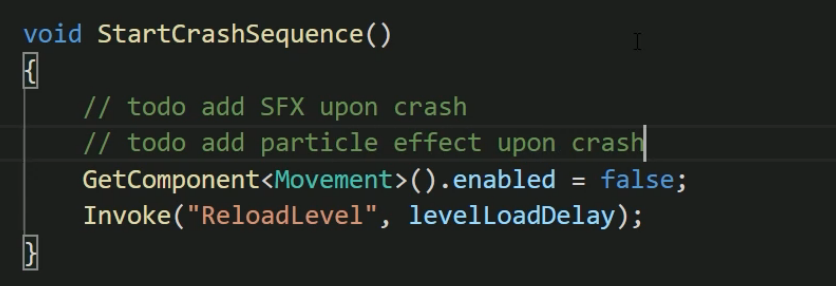 void StartCrashSequence()
{
    // todo add SFX upon crash
    // todo add particle effect upon crash
    GetComponent<Movement>().enabled = false;
    Invoke("ReloadLevel", levelLoadDelay);
}